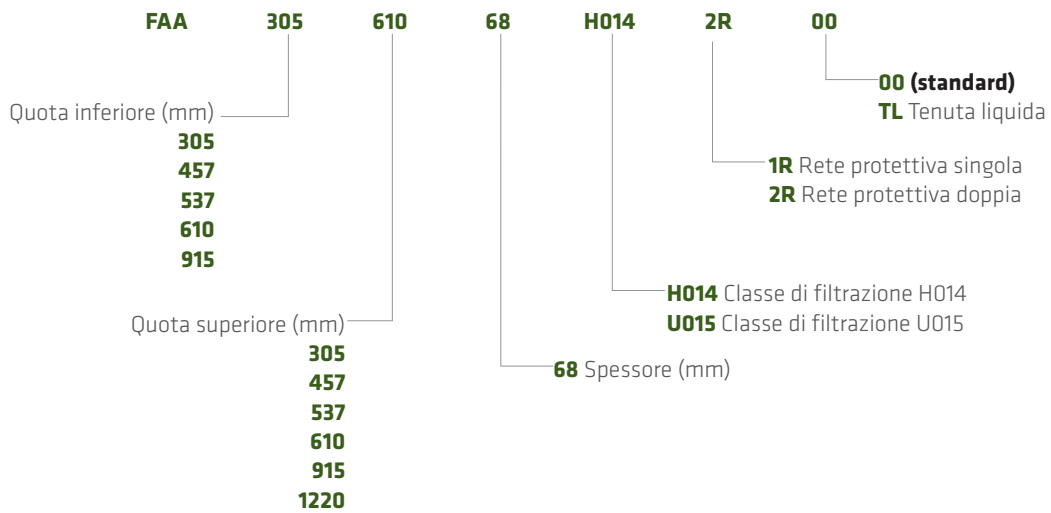 FAA 305 610 68 H014 2R 00
00 (standard)
TL Tenuta liquida
Quota inferiore (mm)
305
457
537
610
915
1R Rete protettiva singola
2R Rete protettiva doppia
H014 Classe di filtrazione H014
U015 Classe di filtrazione U015
Quota superiore (mm)
305
457
537
610
915
1220
68 Spessore (mm)